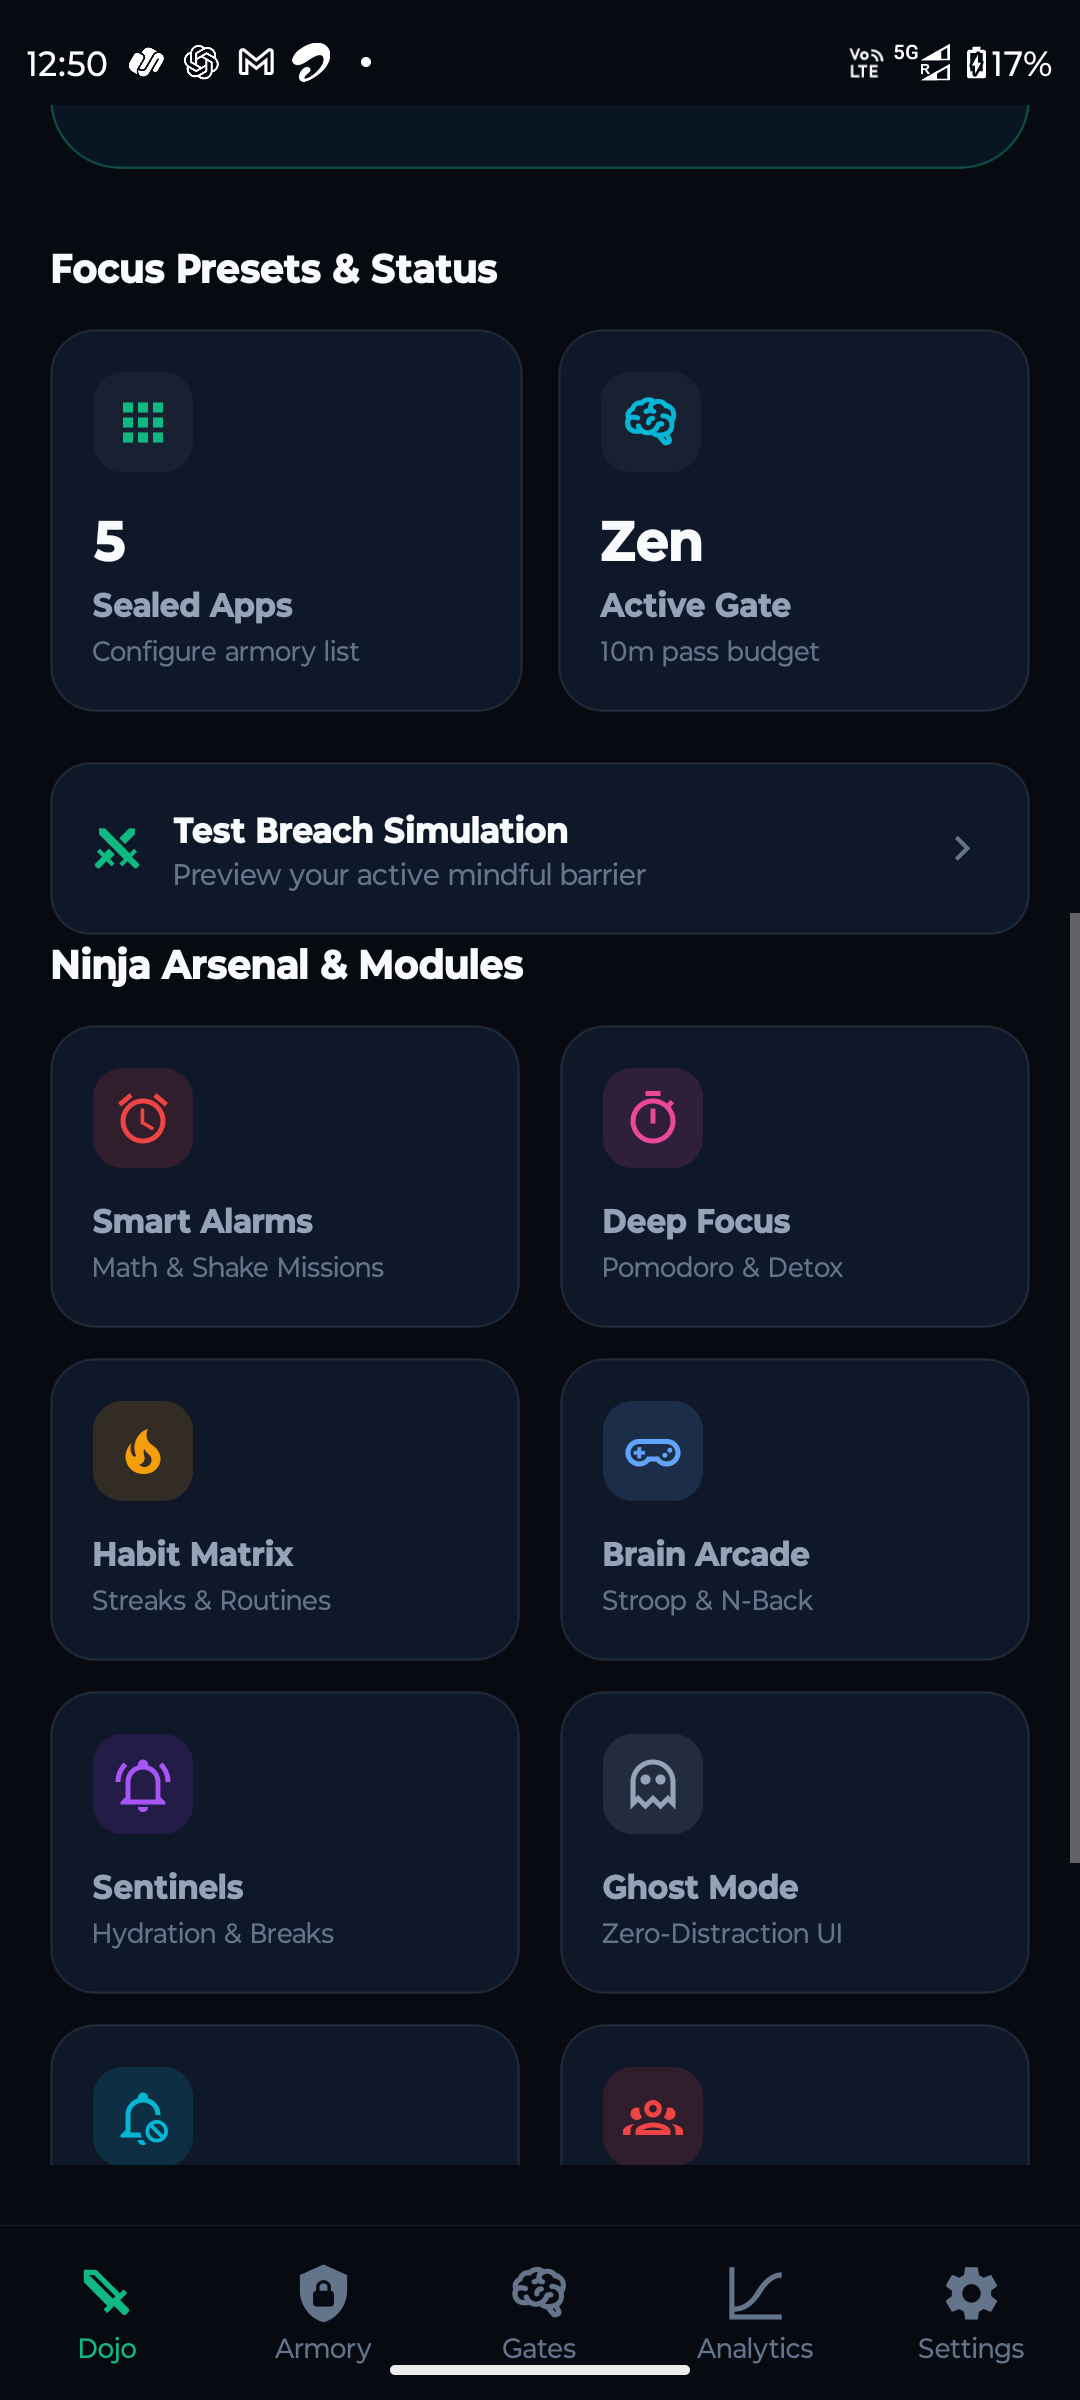 12:50
Vo LTE 5G R 17%
Focus Presets & Status
5
Sealed Apps
Configure armory list
Zen
Active Gate
10m pass budget
Test Breach Simulation
Preview your active mindful barrier
Ninja Arsenal & Modules
Smart Alarms
Math & Shake Missions
Deep Focus
Pomodoro & Detox
Habit Matrix
Streaks & Routines
Brain Arcade
Stroop & N-Back
Sentinels
Hydration & Breaks
Ghost Mode
Zero-Distraction UI
Dojo
Armory
Gates
Analytics
Settings